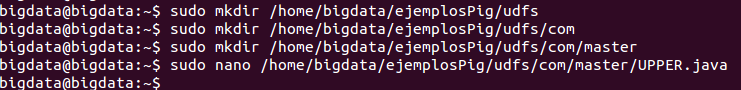 bigdata@bigdata:~$ sudo mkdir /home/bigdata/ejemplosPig/udfs
bigdata@bigdata:~$ sudo mkdir /home/bigdata/ejemplosPig/udfs/com
bigdata@bigdata:~$ sudo mkdir /home/bigdata/ejemplosPig/udfs/com/master
bigdata@bigdata:~$ sudo nano /home/bigdata/ejemplosPig/udfs/com/master/UPPER.java
bigdata@bigdata:~$